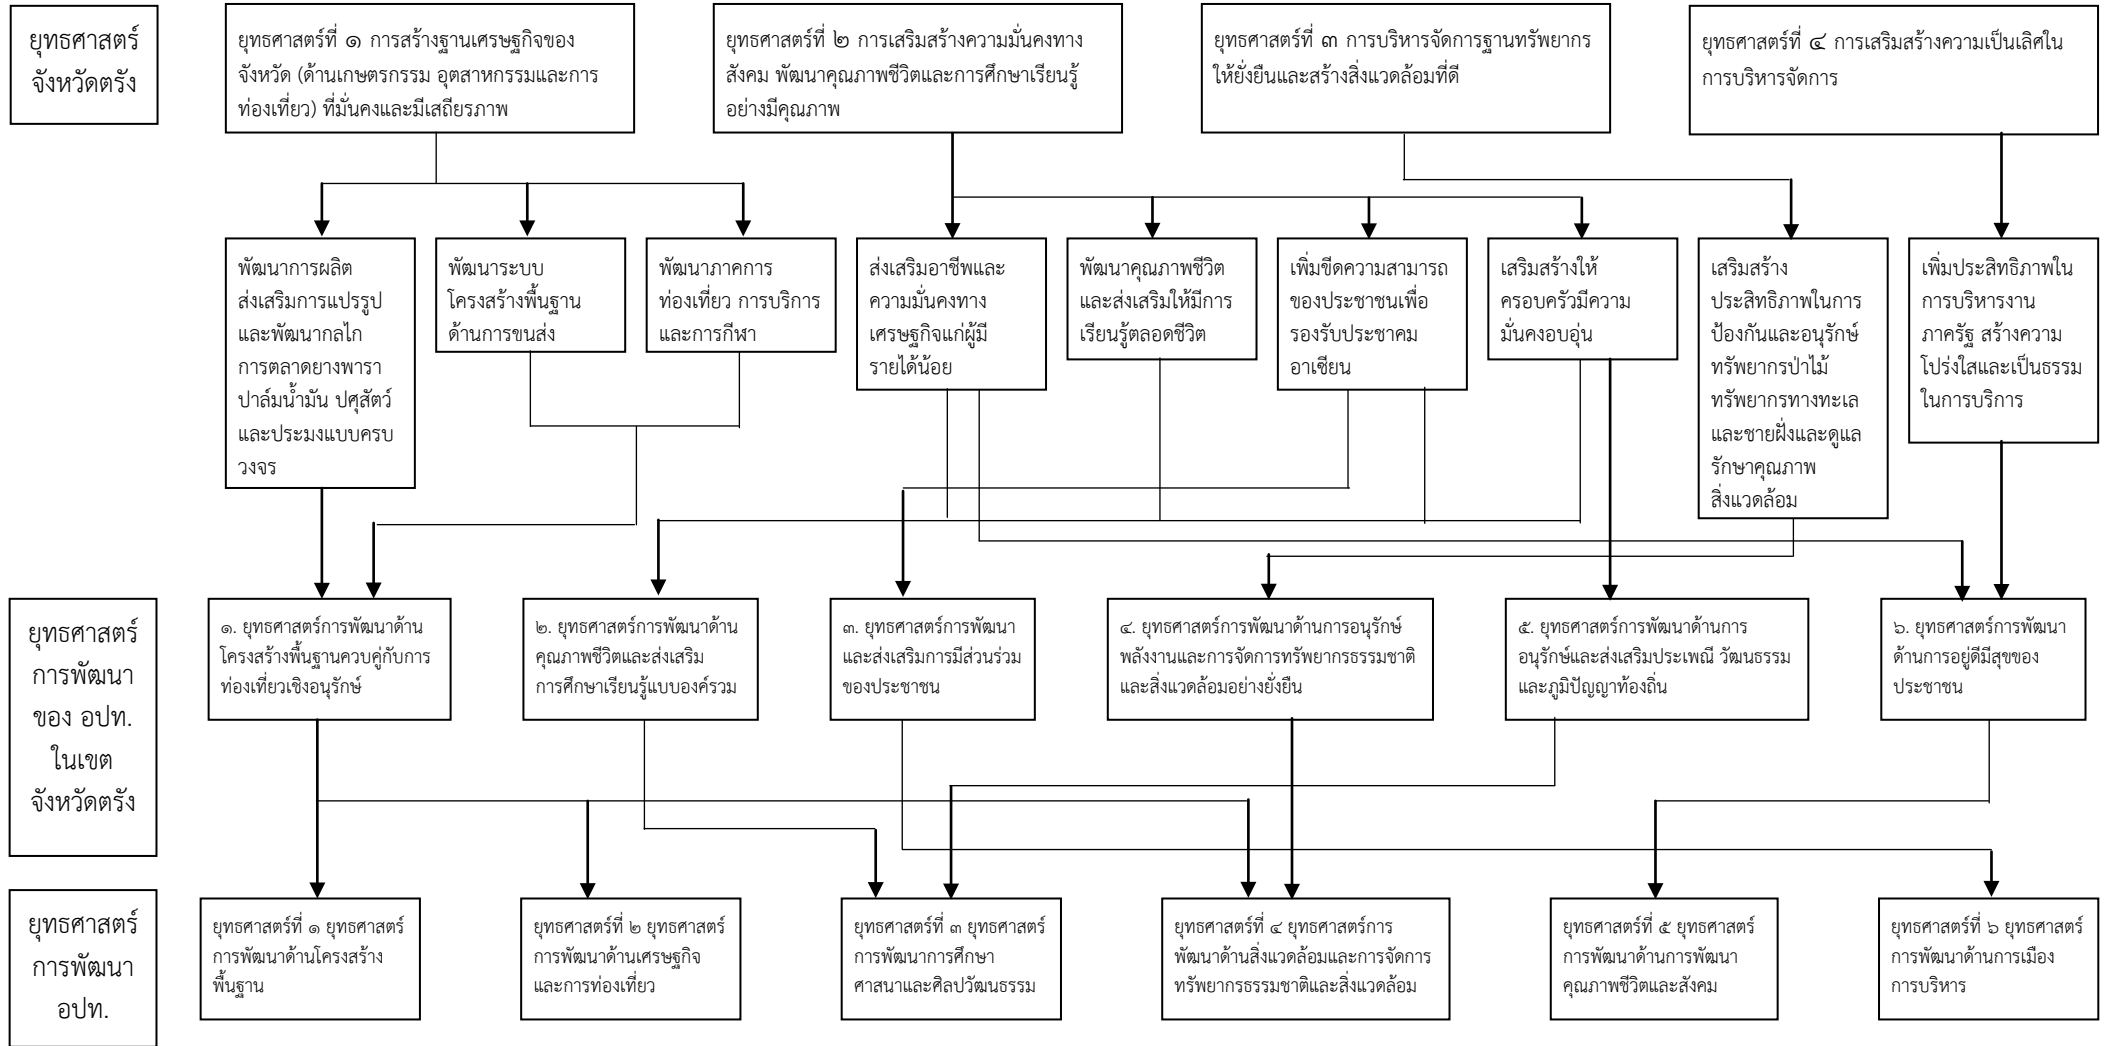 ยุทธศาสตร์
จังหวัดตรัง
ยุทธศาสตร์ที่ ๑ การสร้างฐานเศรษฐกิจของ
จังหวัด (ด้านเกษตรกรรม อุตสาหกรรมและการ
ท่องเที่ยว) ที่มั่นคงและมีเสถียรภาพ
ยุทธศาสตร์ที่ ๒ การเสริมสร้างความมั่นคงทาง
สังคม พัฒนาคุณภาพชีวิตและการศึกษาเรียนรู้
อย่างมีคุณภาพ
ยุทธศาสตร์ที่ ๓ การบริหารจัดการฐานทรัพยากร
ให้ยั่งยืนและสร้างสิ่งแวดล้อมที่ดี
ยุทธศาสตร์ที่ ๔ การเสริมสร้างความเป็นเลิศใน
การบริหารจัดการ
พัฒนาการผลิต
ส่งเสริมการแปรรูป
และพัฒนากลไก
การตลาดยางพารา
ปาล์มน้ำมัน ปศุสัตว์
และประมงแบบครบ
วงจร
พัฒนาระบบ
โครงสร้างพื้นฐาน
ด้านการขนส่ง
พัฒนาภาคการ
ท่องเที่ยว การบริการ
และการกีฬา
ส่งเสริมอาชีพและ
ความมั่นคงทาง
เศรษฐกิจแก่ผู้มี
รายได้น้อย
พัฒนาคุณภาพชีวิต
และส่งเสริมให้มีการ
เรียนรู้ตลอดชีวิต
เพิ่มขีดความสามารถ
ของประชาชนเพื่อ
รองรับประชาคม
อาเซียน
เสริมสร้างให้
ครอบครัวมีความ
มั่นคงอบอุ่น
เสริมสร้าง
ประสิทธิภาพในการ
ป้องกันและอนุรักษ์
ทรัพยากรป่าไม้
ทรัพยากรทางทะเล
และชายฝั่งและดูแล
รักษาคุณภาพ
สิ่งแวดล้อม
เพิ่มประสิทธิภาพใน
การบริหารงาน
ภาครัฐ สร้างความ
โปร่งใสและเป็นธรรม
ในการบริการ
ยุทธศาสตร์
การพัฒนา
ของ อปท.
ในเขต
จังหวัดตรัง
๑. ยุทธศาสตร์การพัฒนาด้าน
โครงสร้างพื้นฐานควบคู่กับการ
ท่องเที่ยวเชิงอนุรักษ์
๒. ยุทธศาสตร์การพัฒนาด้าน
คุณภาพชีวิตและส่งเสริม
การศึกษาเรียนรู้แบบองค์รวม
๓. ยุทธศาสตร์การพัฒนา
และส่งเสริมการมีส่วนร่วม
ของประชาชน
๔. ยุทธศาสตร์การพัฒนาด้านการอนุรักษ์
พลังงานและการจัดการทรัพยากรธรรมชาติ
และสิ่งแวดล้อมอย่างยั่งยืน
๕. ยุทธศาสตร์การพัฒนาด้านการ
อนุรักษ์และส่งเสริมประเพณี วัฒนธรรม
และภูมิปัญญาท้องถิ่น
๖. ยุทธศาสตร์การพัฒนา
ด้านการอยู่ดีมีสุขของ
ประชาชน
ยุทธศาสตร์
การพัฒนา
อปท.
ยุทธศาสตร์ที่ ๑ ยุทธศาสตร์
การพัฒนาด้านโครงสร้าง
พื้นฐาน
ยุทธศาสตร์ที่ ๒ ยุทธศาสตร์
การพัฒนาด้านเศรษฐกิจ
และการท่องเที่ยว
ยุทธศาสตร์ที่ ๓ ยุทธศาสตร์
การพัฒนาการศึกษา
ศาสนาและศิลปวัฒนธรรม
ยุทธศาสตร์ที่ ๔ ยุทธศาสตร์การ
พัฒนาด้านสิ่งแวดล้อมและการจัดการ
ทรัพยากรธรรมชาติและสิ่งแวดล้อม
ยุทธศาสตร์ที่ ๕ ยุทธศาสตร์
การพัฒนาด้านการพัฒนา
คุณภาพชีวิตและสังคม
ยุทธศาสตร์ที่ ๖ ยุทธศาสตร์
การพัฒนาด้านการเมือง
การบริหาร